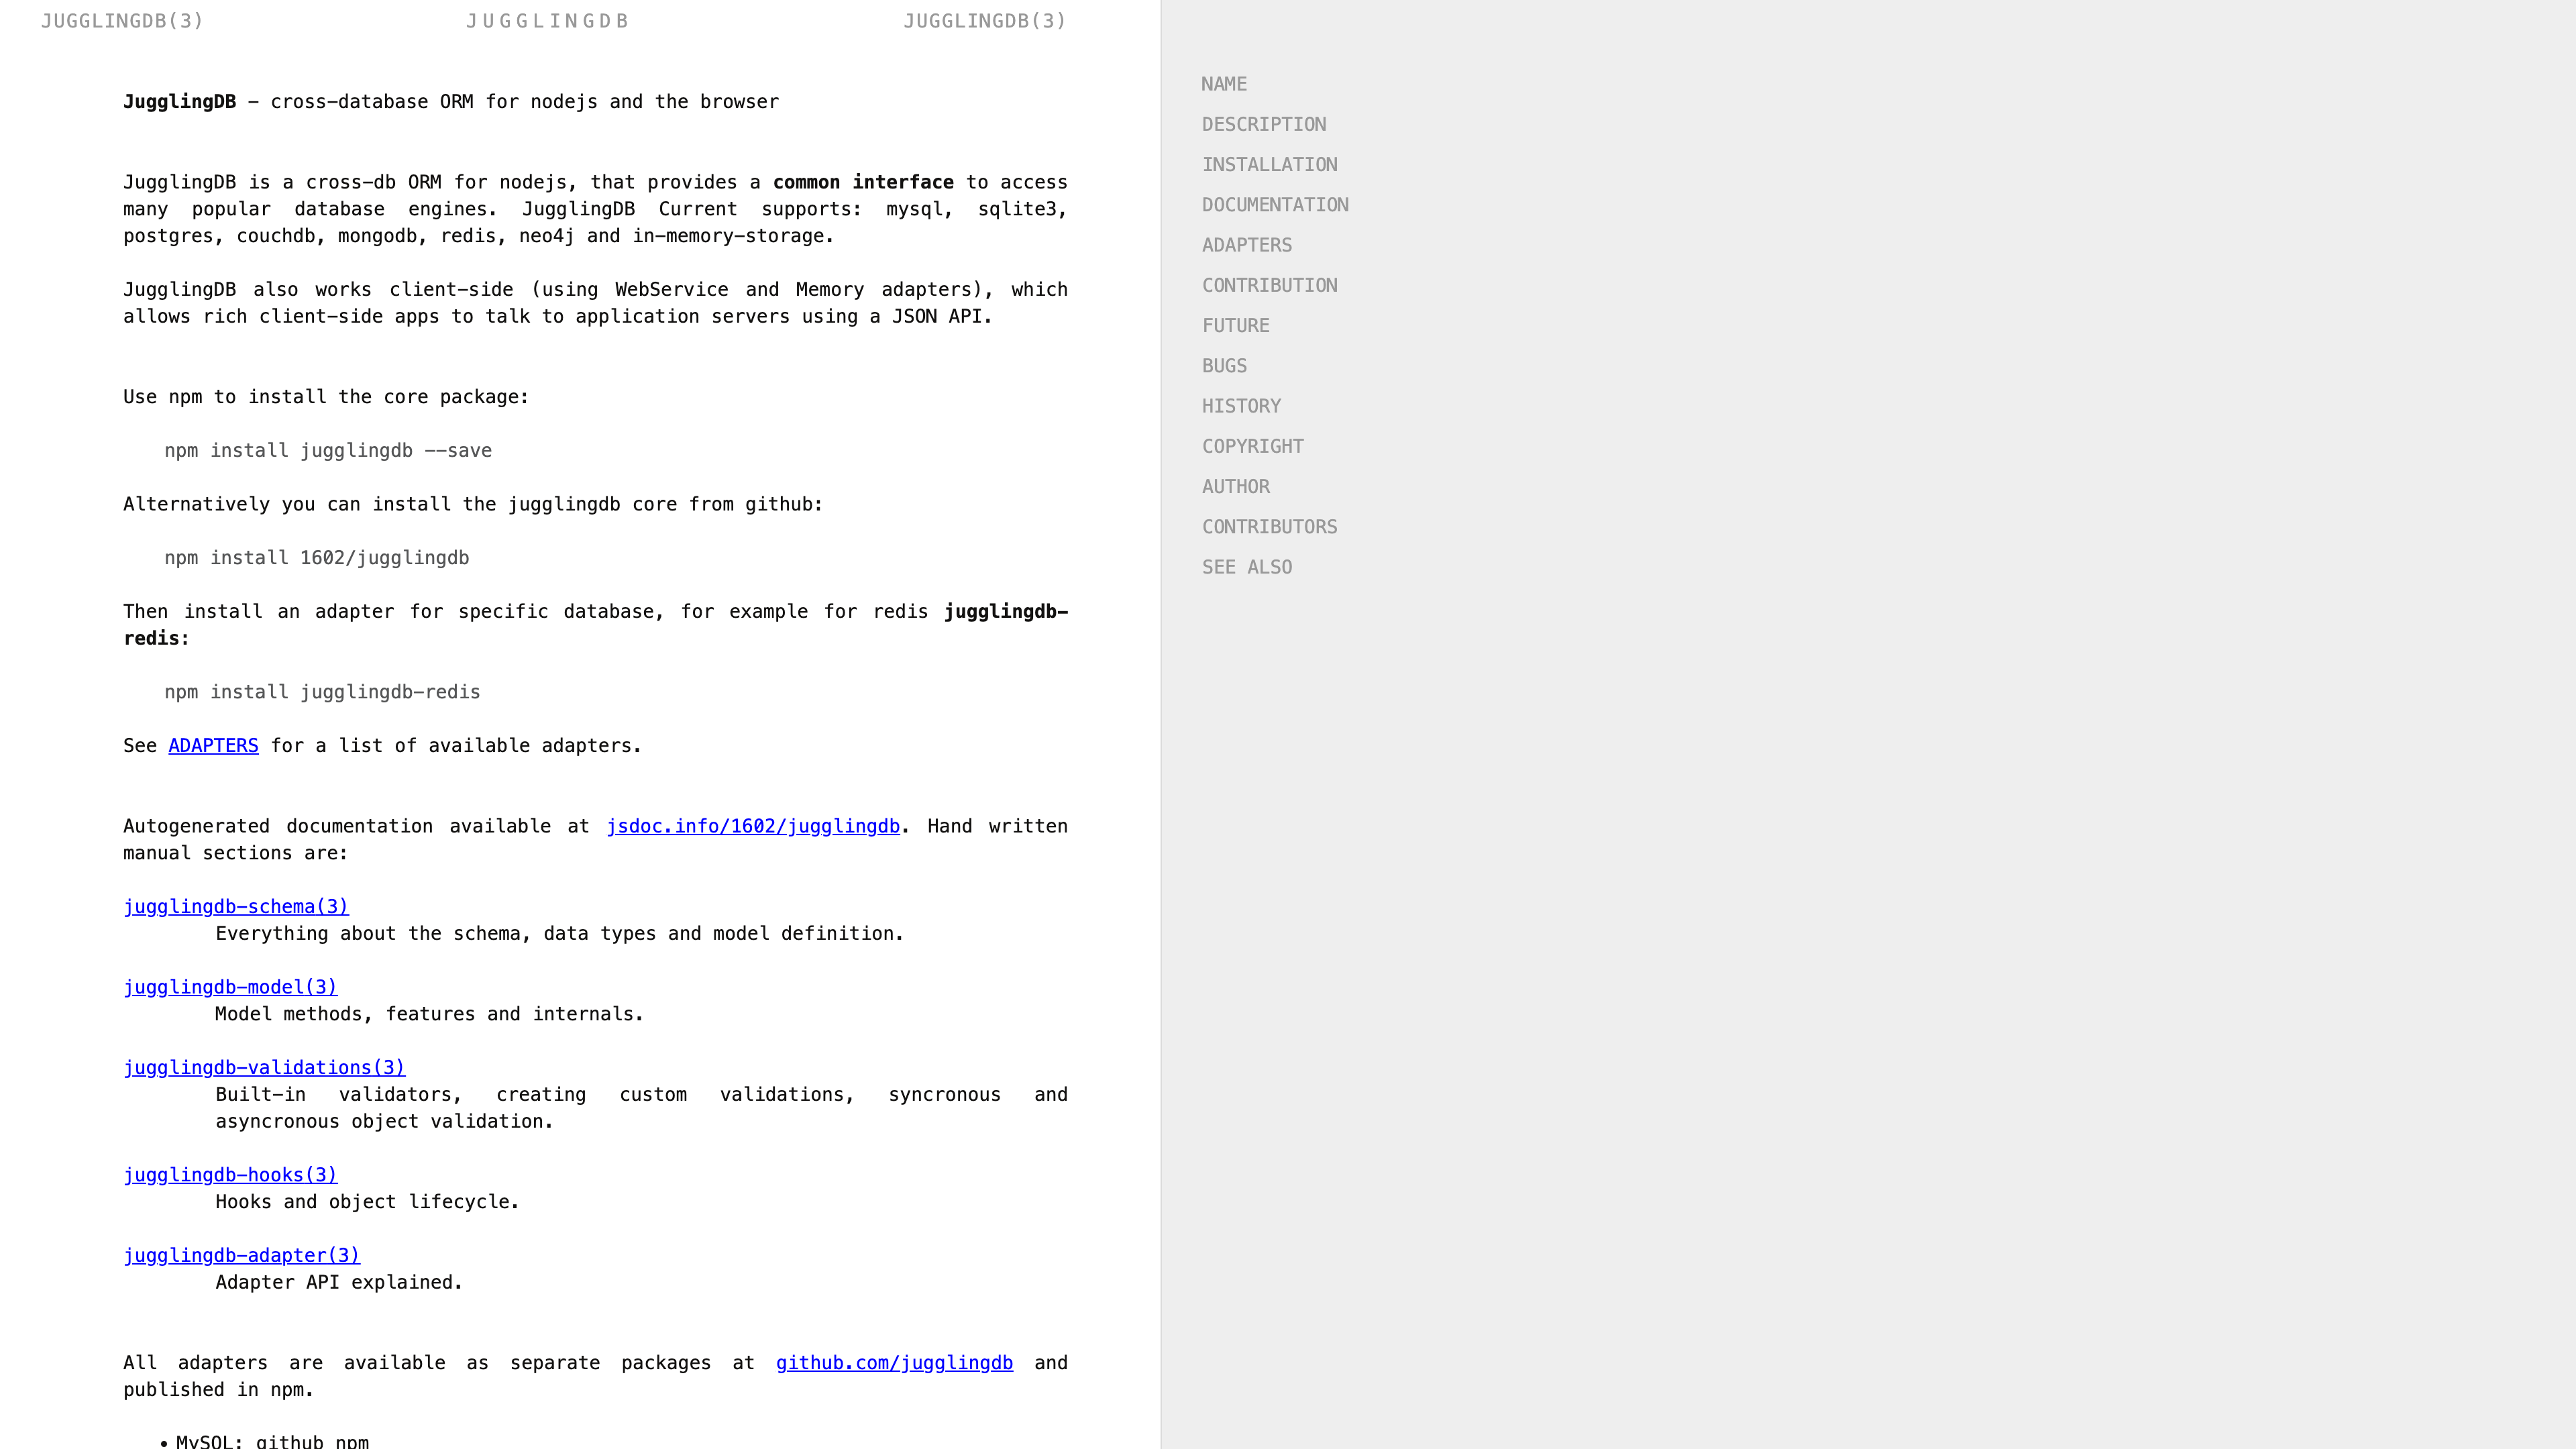 JUGGLINGDB(3) JUGGLINGDB JUGGLINGDB(3)
JugglingDB - cross-database ORM for nodejs and the browser
JugglingDB is a cross-db ORM for nodejs, that provides a common interface to access
many popular database engines. JugglingDB Current supports: mysql, sqlite3,
postgres, couchdb, mongodb, redis, neo4j and in-memory-storage.
JugglingDB also works client-side (using WebService and Memory adapters), which
allows rich client-side apps to talk to application servers using a JSON API.
Use npm to install the core package:
npm install jugglingdb --save
Alternatively you can install the jugglingdb core from github:
npm install 1602/jugglingdb
Then install an adapter for specific database, for example for redis jugglingdb-
redis:
npm install jugglingdb-redis
See ADAPTERS for a list of available adapters.
Autogenerated documentation available at jsdoc.info/1602/jugglingdb. Hand written
manual sections are:
jugglingdb-schema(3)
Everything about the schema, data types and model definition.
jugglingdb-model(3)
Model methods, features and internals.
jugglingdb-validations(3)
Built-in validators, creating custom validations, syncronous and
asyncronous object validation.
jugglingdb-hooks(3)
Hooks and object lifecycle.
jugglingdb-adapter(3)
Adapter API explained.
All adapters are available as separate packages at github.com/jugglingdb and
published in npm.
• MySQL: github npm
NAME
DESCRIPTION
INSTALLATION
DOCUMENTATION
ADAPTERS
CONTRIBUTION
FUTURE
BUGS
HISTORY
COPYRIGHT
AUTHOR
CONTRIBUTORS
SEE ALSO